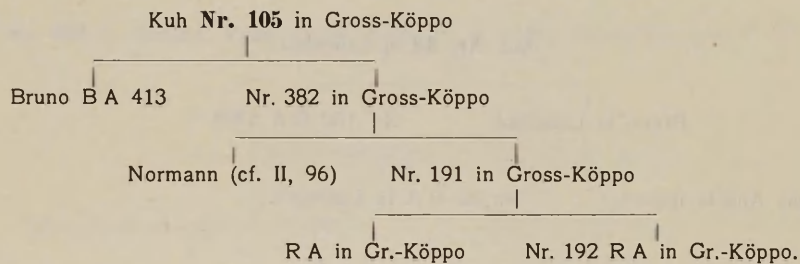 Kuh Nr. 105 in Gross-Köppo
Bruno B A 413 Nr. 382 in Gross-Köppo
Normann (cf. II, 96) Nr. 191 in Gross-Köppo
R A in Gr.-Köppo Nr. 192 R A in Gr.-Köppo.